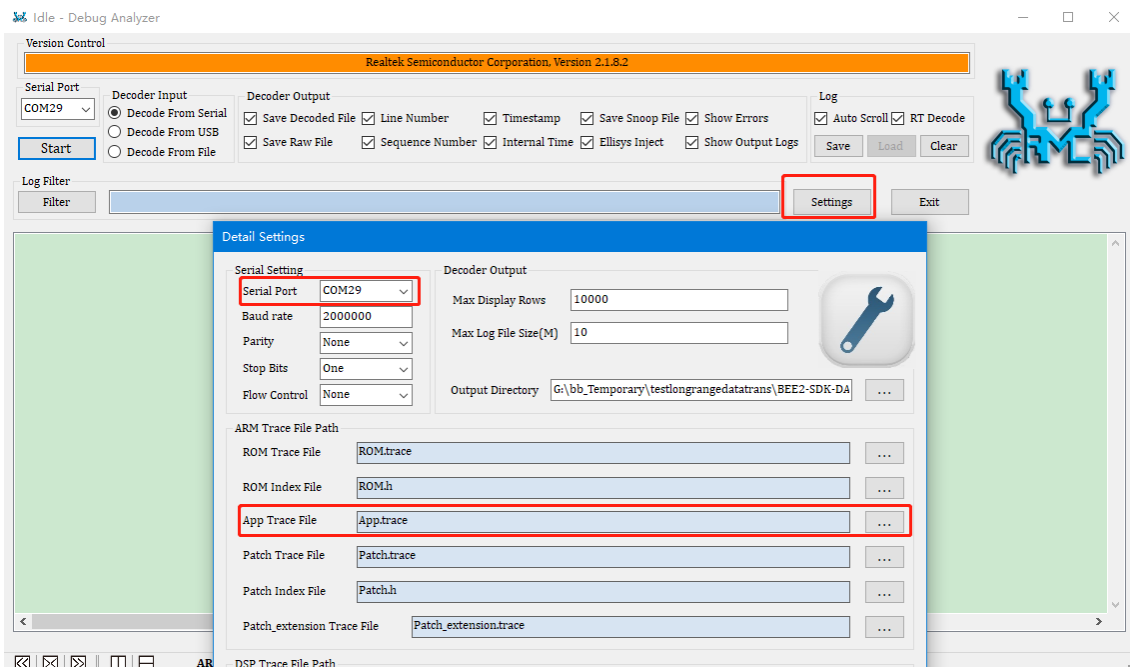 Idle - Debug Analyzer
Version Control
Realtek Semiconductor Corporation, Version 2.1.8.2
Serial Port
COM29
Start
Decoder Input
Decode From Serial
Decode From USB
Decode From File
Decoder Output
Save Decoded File Line Number Timestamp Save Snoop File Show Errors
Save Raw File Sequence Number Internal Time Ellisys Inject Show Output Logs
Log
Auto Scroll RT Decode
Save Load Clear
Log Filter
Filter Settings Exit
Detail Settings
Serial Setting
Serial Port COM29
Baud rate 2000000
Parity None
Stop Bits One
Flow Control None
Decoder Output
Max Display Rows 10000
Max Log File Size(M) 10
Output Directory G:\bb_Temporary\testlongrangedatatrans\BEE2-SDK-DA ...
ARM Trace File Path
ROM Trace File ROM.trace ...
ROM Index File ROM.h ...
App Trace File App.trace ...
Patch Trace File Patch.trace ...
Patch Index File Patch.h ...
Patch_extension Trace File Patch_extension.trace ...
AR
DSP Trace File Path